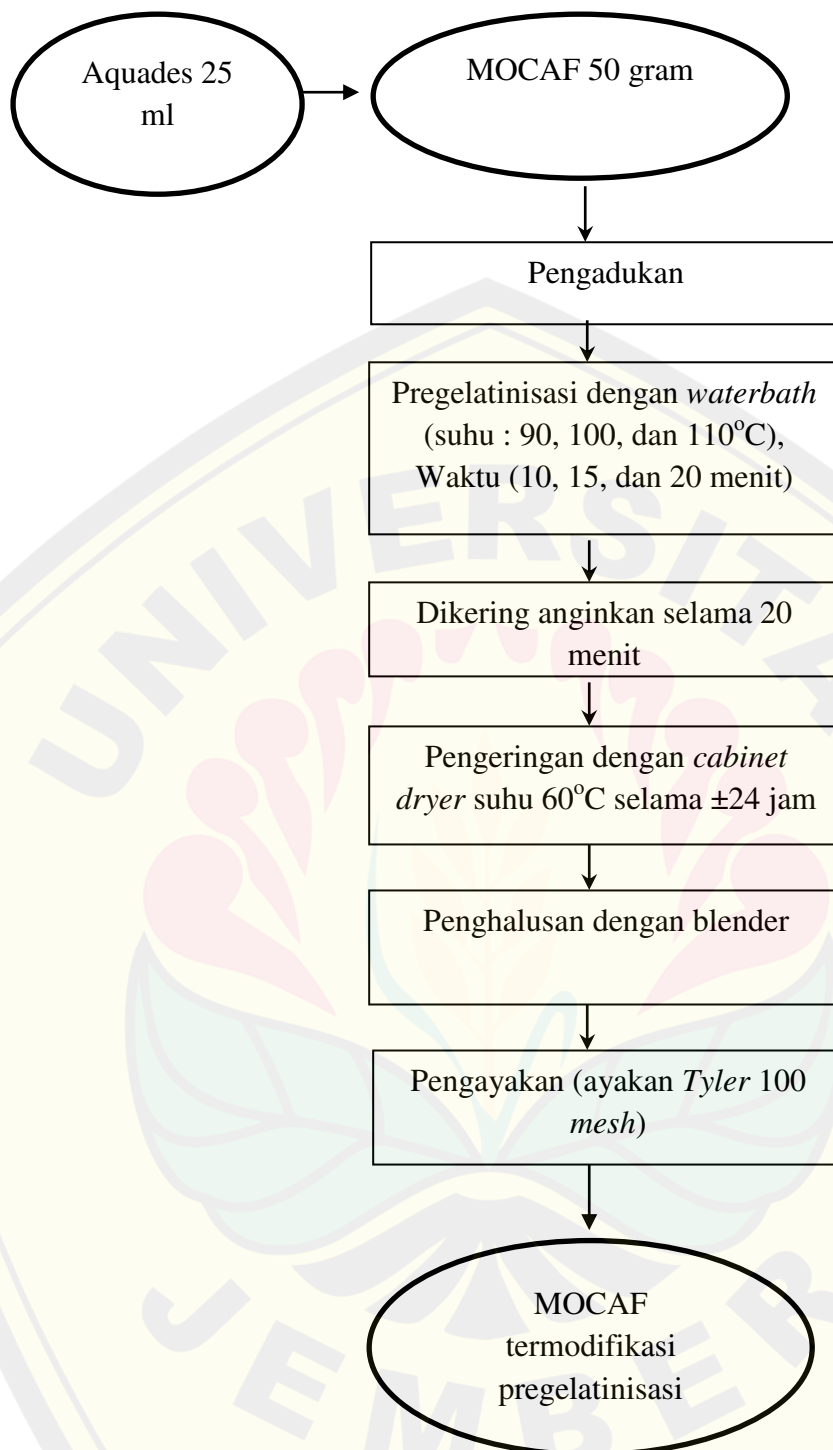 Aquades 25
ml
MOCAF 50 gram
Pengadukan
Pregelatinisasi dengan waterbath
(suhu : 90, 100, dan 110°C),
Waktu (10, 15, dan 20 menit)
Dikering anginkan selama 20
menit
Pengeringan dengan cabinet
dryer suhu 60°C selama ±24 jam
Penghalusan dengan blender
Pengayakan (ayakan Tyler 100
mesh)
MOCAF
termodifikasi
pregelatinisasi
UNIVERSITA
JEMBER